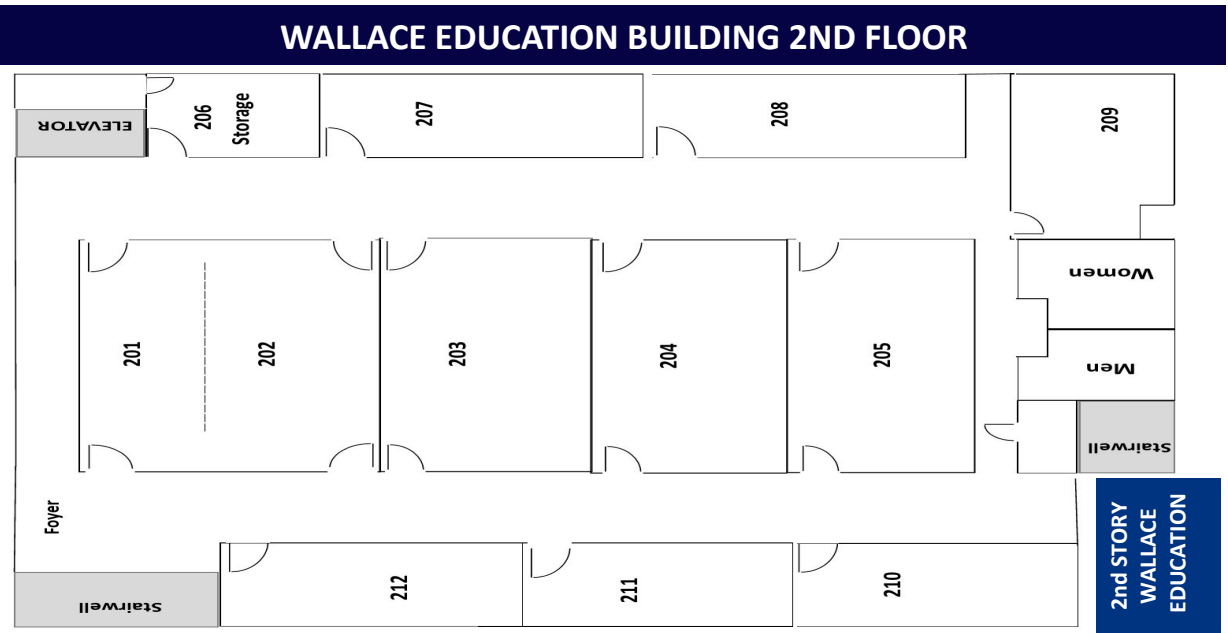 WALLACE EDUCATION BUILDING 2ND FLOOR
ELEVATOR
206
Storage
207
208
209
Women
201
202
203
204
205
Men
Stairwell
Foyer
212
211
210
Stairwell
2nd STORY
WALLACE
EDUCATION